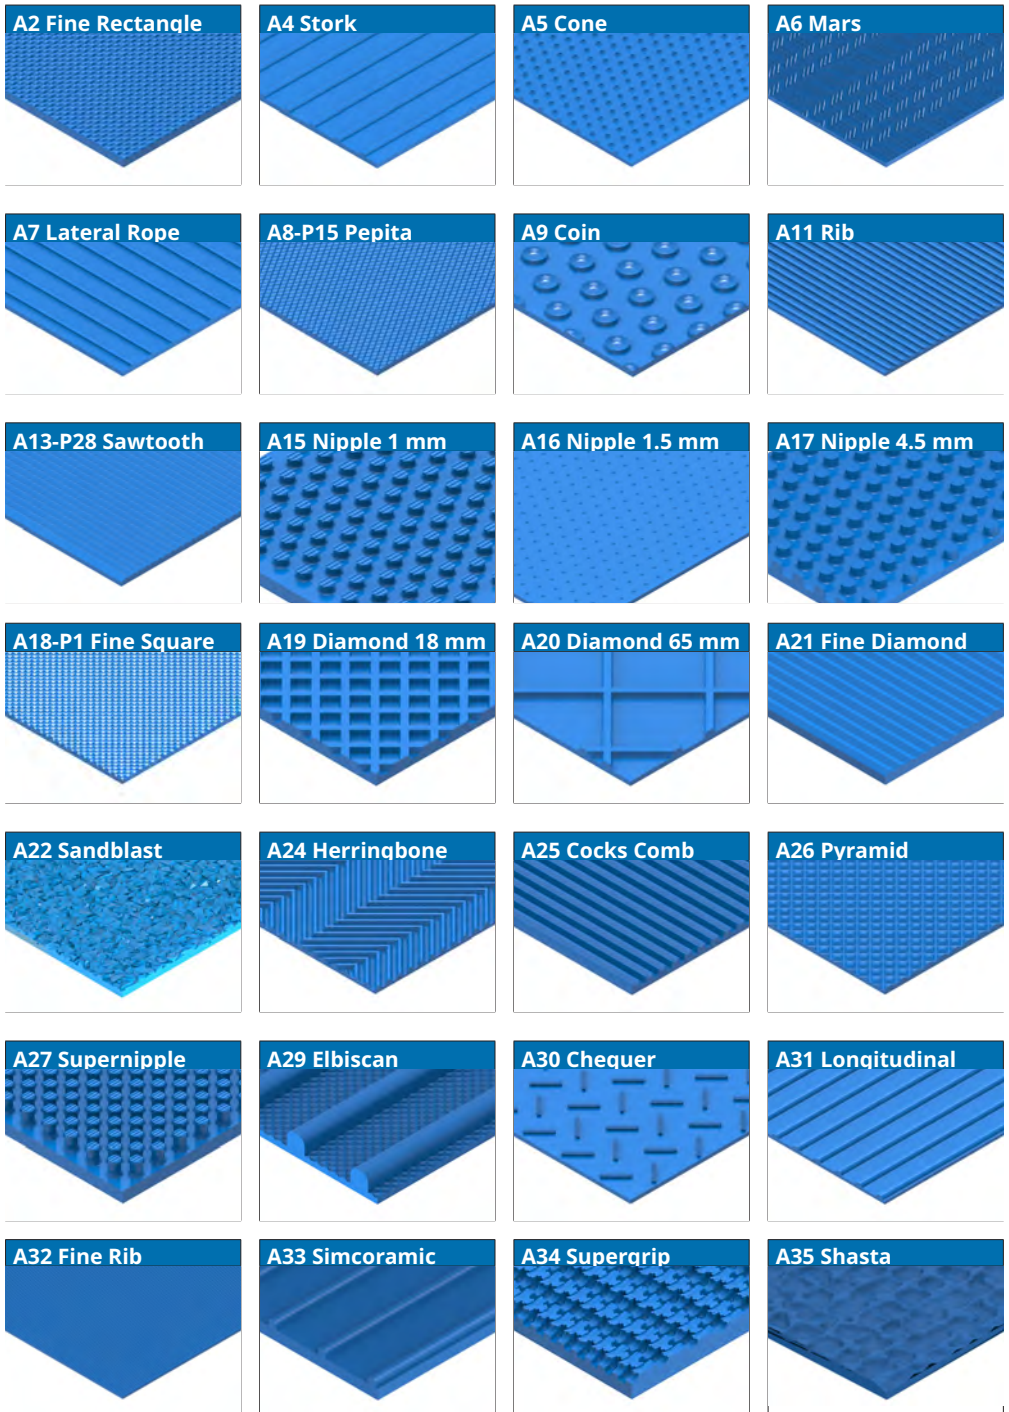 A2 Fine Rectangle
A4 Stork
A5 Cone
A6 Mars
A7 Lateral Rope
A8-P15 Pepita
A9 Coin
A11 Rib
A13-P28 Sawtooth
A15 Nipple 1 mm
A16 Nipple 1.5 mm
A17 Nipple 4.5 mm
A18-P1 Fine Square
A19 Diamond 18 mm
A20 Diamond 65 mm
A21 Fine Diamond
A22 Sandblast
A24 Herringbone
A25 Cocks Comb
A26 Pyramid
A27 Supernipple
A29 Elbiscan
A30 Chequer
A31 Longitudinal
A32 Fine Rib
A33 Simcoramic
A34 Supergrip
A35 Shasta